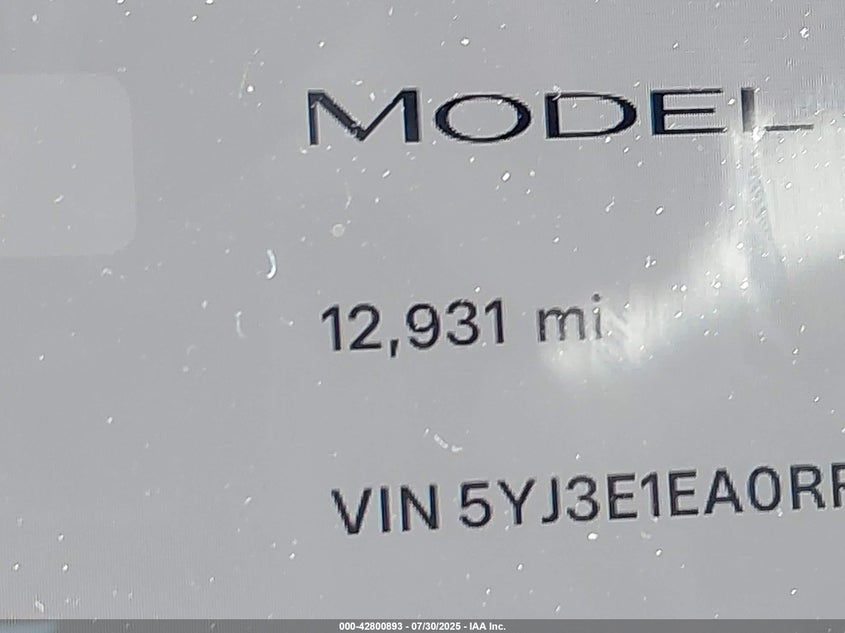 MODEL
12,931 mi
VIN 5YJ3E1EA0RF
000-42800893 - 07/30/2025 - IAA Inc.